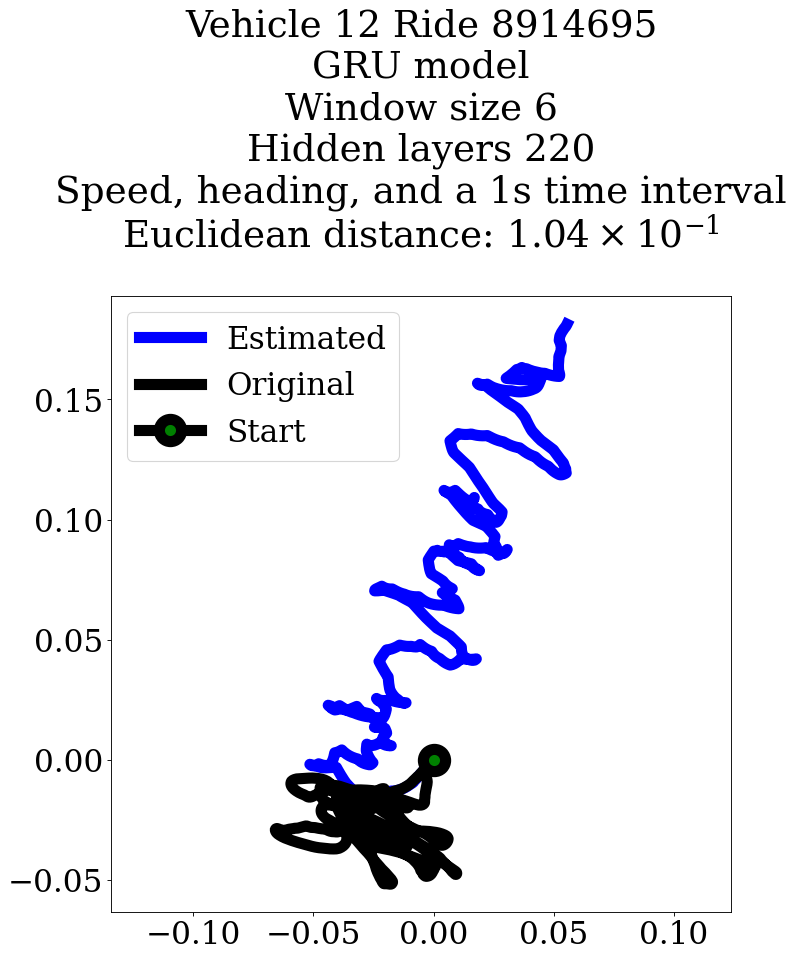 Vehicle 12 Ride 8914695
GRU model
Window size 6
Hidden layers 220
Speed, heading, and a 1s time interval
Euclidean distance: 1.04 × 10⁻¹
Estimated
Original
Start
0.15
0.10
0.05
0.00
−0.05
−0.10
−0.05
0.00
0.05
0.10